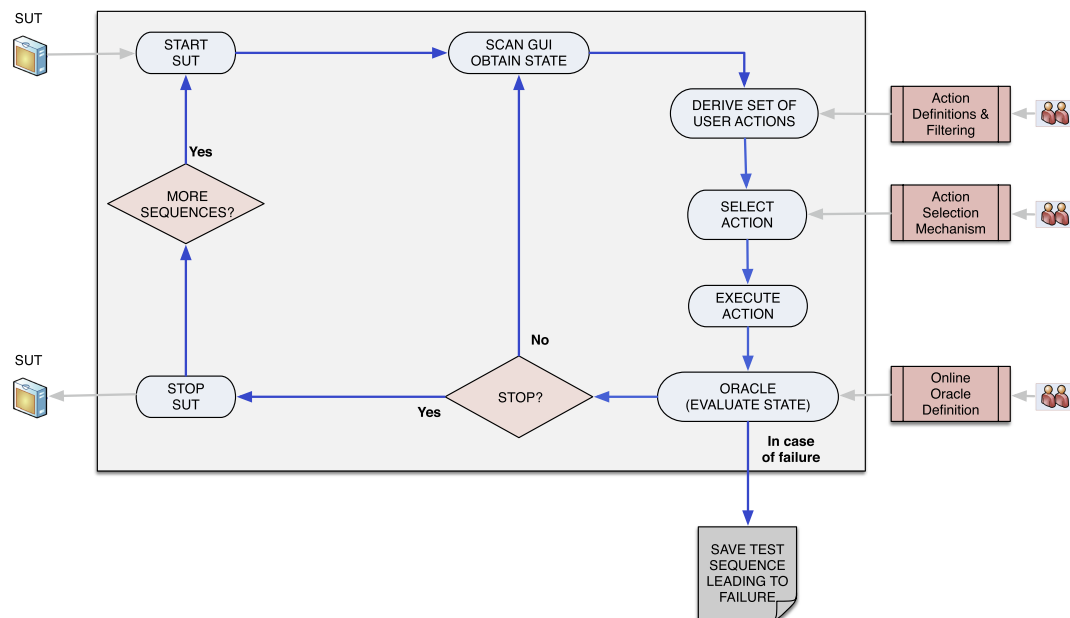 SUT
START
SUT
SCAN GUI
OBTAIN STATE
DERIVE SET OF
USER ACTIONS
Action
Definitions &
Filtering
Yes
MORE
SEQUENCES?
SELECT
ACTION
Action
Selection
Mechanism
EXECUTE
ACTION
No
SUT
STOP
SUT
Yes
STOP?
ORACLE
(EVALUATE STATE)
Online
Oracle
Definition
In case
of failure
SAVE TEST
SEQUENCE
LEADING TO
FAILURE